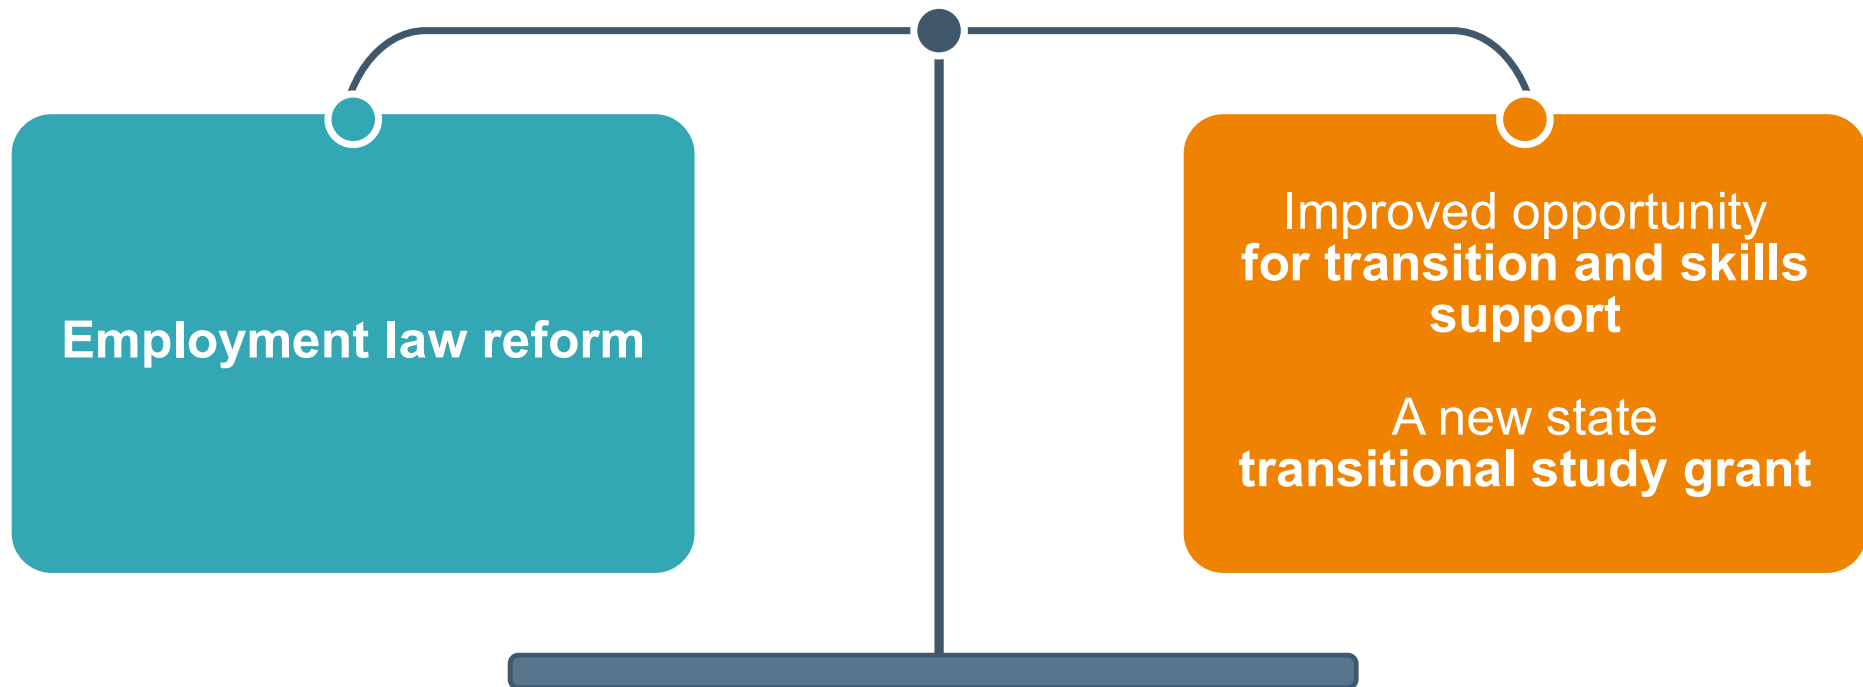 Employment law reform
Improved opportunity
for transition and skills
support
A new state
transitional study grant